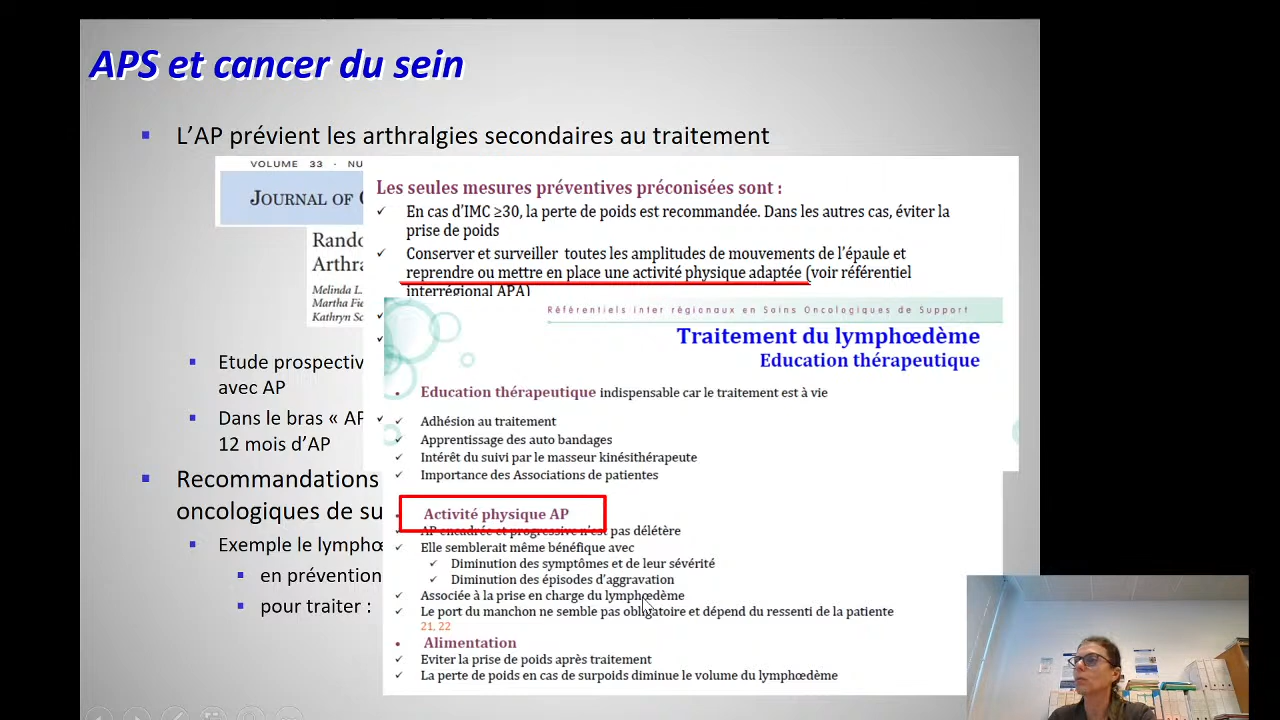 APS et cancer du sein
L’AP prévient les arthralgies secondaires au traitement
VOLUME 33 · NU
JOURNAL OF
Les seules mesures préventives préconisées sont :
En cas d’IMC ≥30, la perte de poids est recommandée. Dans les autres cas, éviter la
prise de poids
Rando
Arthra
Conserver et surveiller toutes les amplitudes de mouvements de l’épaule et
reprendre ou mettre en place une activité physique adaptée (voir référentiel
interrégional APA)
Melinda L.
Martha Fie
Kathryn Sc
Référentiels inter régionaux en Soins Oncologiques de Support
Traitement du lymphœdème
Education thérapeutique
Etude prospectiv
avec AP
Dans le bras « AP
12 mois d’AP
Education thérapeutique indispensable car le traitement est à vie
Adhésion au traitement
Apprentissage des auto bandages
Intérêt du suivi par le masseur kinésithérapeute
Importance des Associations de patientes
Recommandations
oncologiques de su
Exemple le lymphœ
en prévention
pour traiter :
Activité physique AP
AP encadrée et progressive n’est pas délétère
Elle semblerait même bénéfique avec
Diminution des symptômes et de leur sévérité
Diminution des épisodes d’aggravation
Associée à la prise en charge du lymphœdème
Le port du manchon ne semble pas obligatoire et dépend du ressenti de la patiente
21, 22
Alimentation
Eviter la prise de poids après traitement
La perte de poids en cas de surpoids diminue le volume du lymphœdème